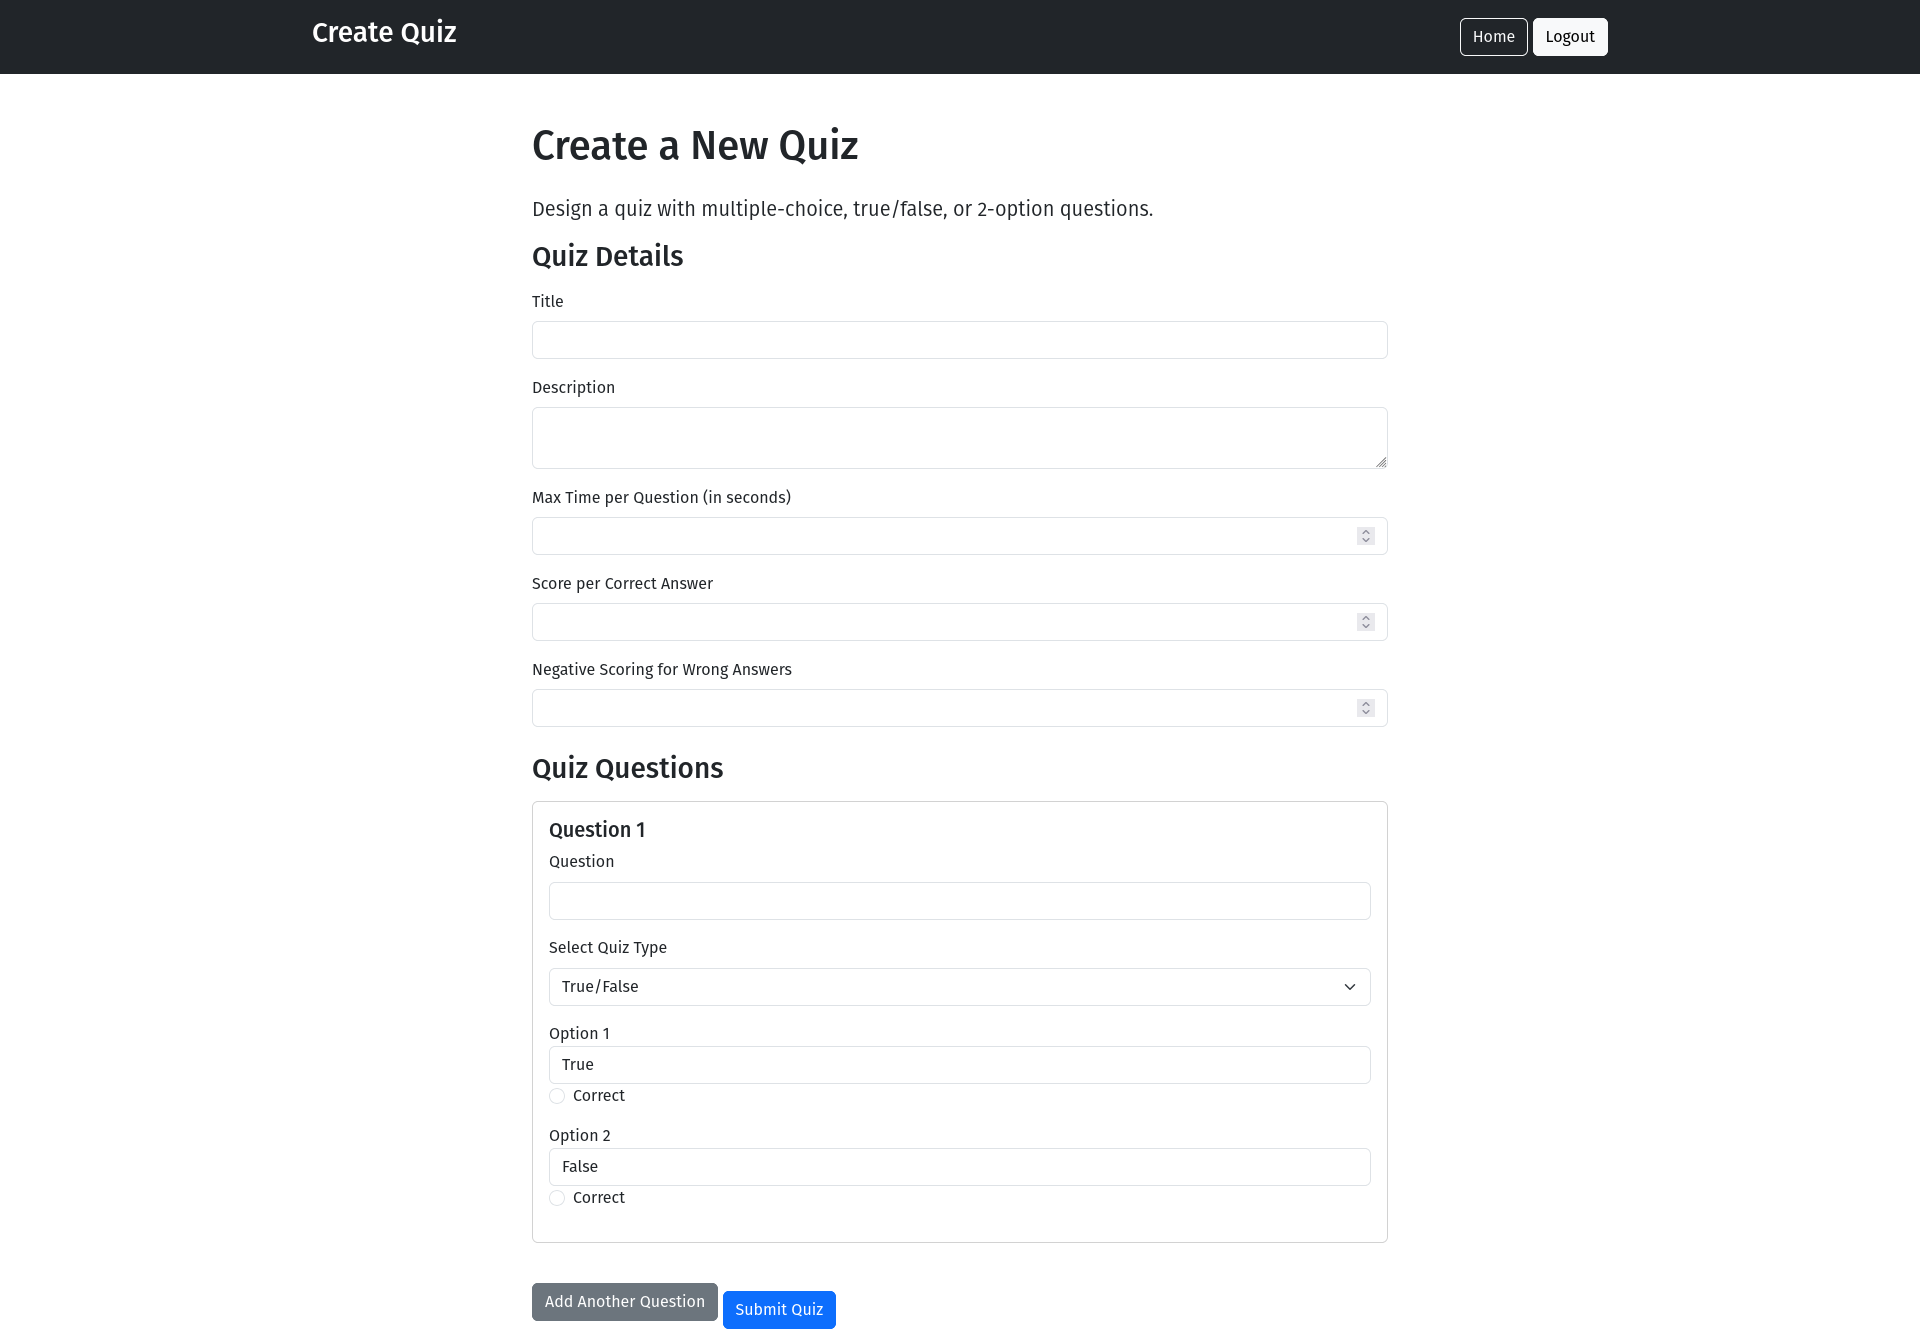 Create Quiz
Home
Logout
Create a New Quiz
Design a quiz with multiple-choice, true/false, or 2-option questions.
Quiz Details
Title
Description
Max Time per Question (in seconds)
Score per Correct Answer
Negative Scoring for Wrong Answers
Quiz Questions
Question 1
Question
Select Quiz Type
True/False
Option 1
True
Correct
Option 2
False
Correct
Add Another Question
Submit Quiz